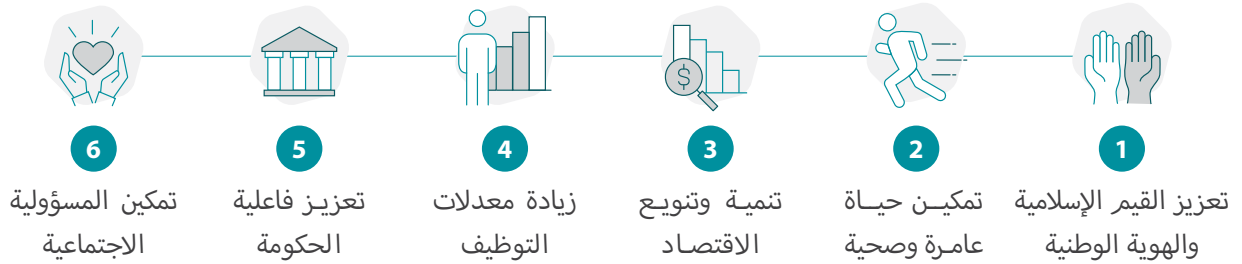 1
تعزيز القيم الإسلامية
والهوية الوطنية
2
تمكين حياة
عامرة وصحية
3
تنمية وتنويع
الاقتصاد
4
زيادة معدلات
التوظيف
5
تعزيز فاعلية
الحكومة
6
تمكين المسؤولية
الاجتماعية
$